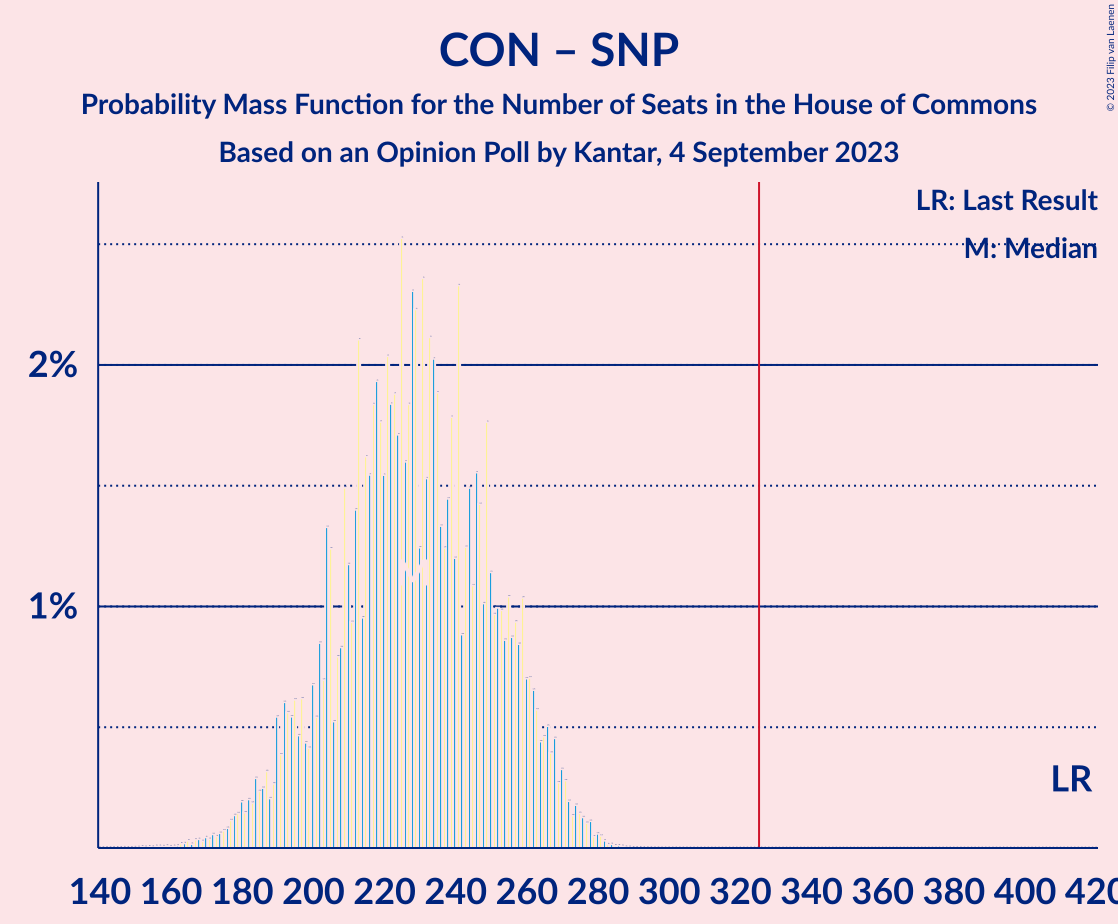 CON – SNP
Probability Mass Function for the Number of Seats in the House of Commons
Based on an Opinion Poll by Kantar, 4 September 2023
© 2023 Filip van Laenen
LR: Last Result
M: Median
2%
1%
LR
140 160 180 200 220 240 260 280 300 320 340 360 380 400 420